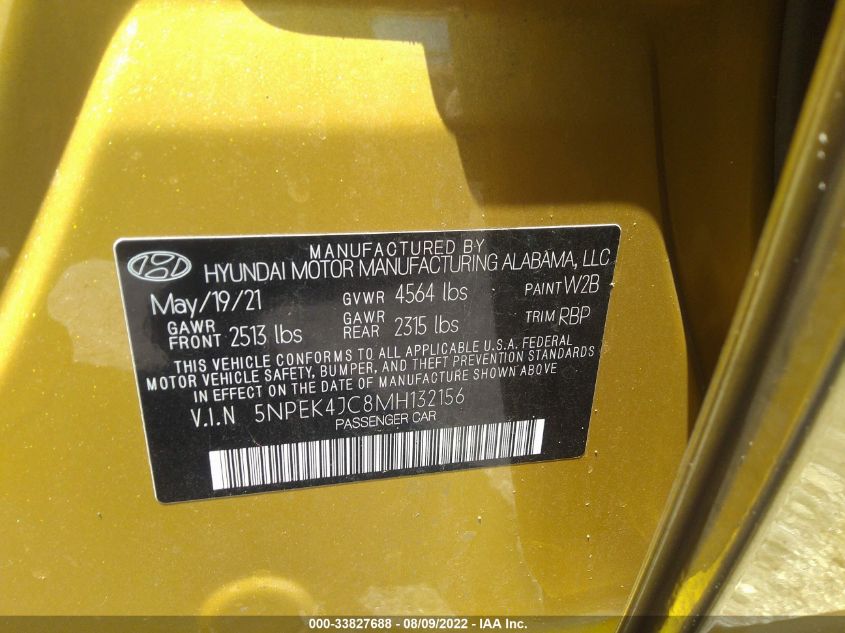 MANUFACTURED BY
HYUNDAI MOTOR MANUFACTURING ALABAMA, LLC
May/19/21 GVWR 4564 lbs PAINT W2B
GAWR FRONT 2513 lbs GAWR REAR 2315 lbs TRIM RBP
THIS VEHICLE CONFORMS TO ALL APPLICABLE U.S.A. FEDERAL
MOTOR VEHICLE SAFETY, BUMPER, AND THEFT PREVENTION STANDARDS
IN EFFECT ON THE DATE OF MANUFACTURE SHOWN ABOVE
V.I.N 5NPEK4JC8MH132156
PASSENGER CAR
000-33827688 - 08/09/2022 - IAA Inc.